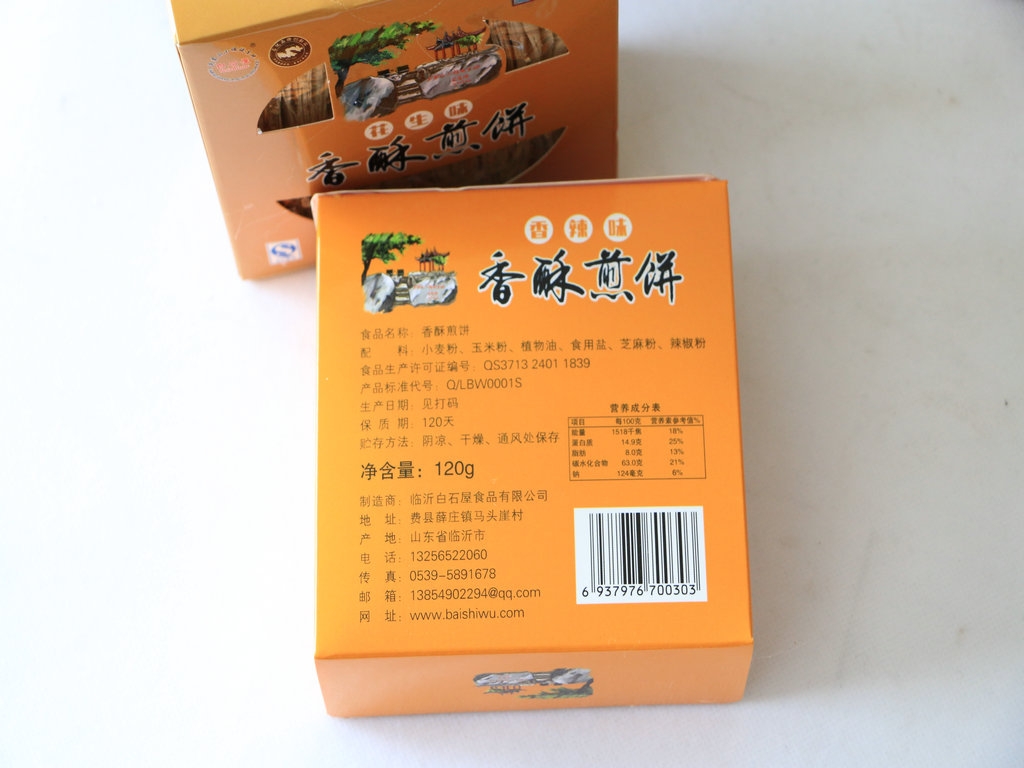 花生味
香酥煎饼
香辣味
香酥煎饼
食品名称：香酥煎饼
配　料：小麦粉、玉米粉、植物油、食用盐、芝麻粉、辣椒粉
食品生产许可证编号：QS3713 2401 1839
产品标准代号：Q/LBW0001S
生产日期：见打码
保 质 期：120天
贮存方法：阴凉、干燥、通风处保存
净含量：120g
营养成分表
项目 每100克 营养素参考值%
能量 1518千焦 18%
蛋白质 14.9克 25%
脂肪 8.0克 13%
碳水化合物 63.0克 21%
钠 124毫克 6%
制造商：临沂白石屋食品有限公司
地　址：费县薛庄镇马头崖村
产　地：山东省临沂市
电　话：13256522060
传　真：0539-5891678
邮　箱：13854902294@qq.com
网　址：www.baishiwu.com
6 937976 700303